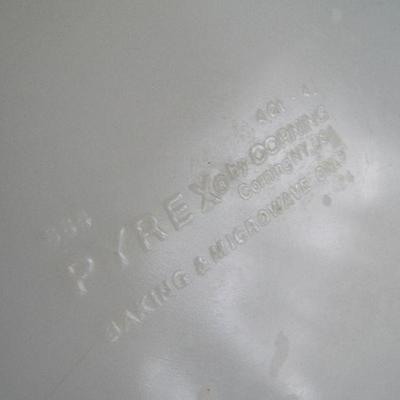 PYREX® by CORNING
Corning NY USA
BAKING & MICROWAVE ONLY